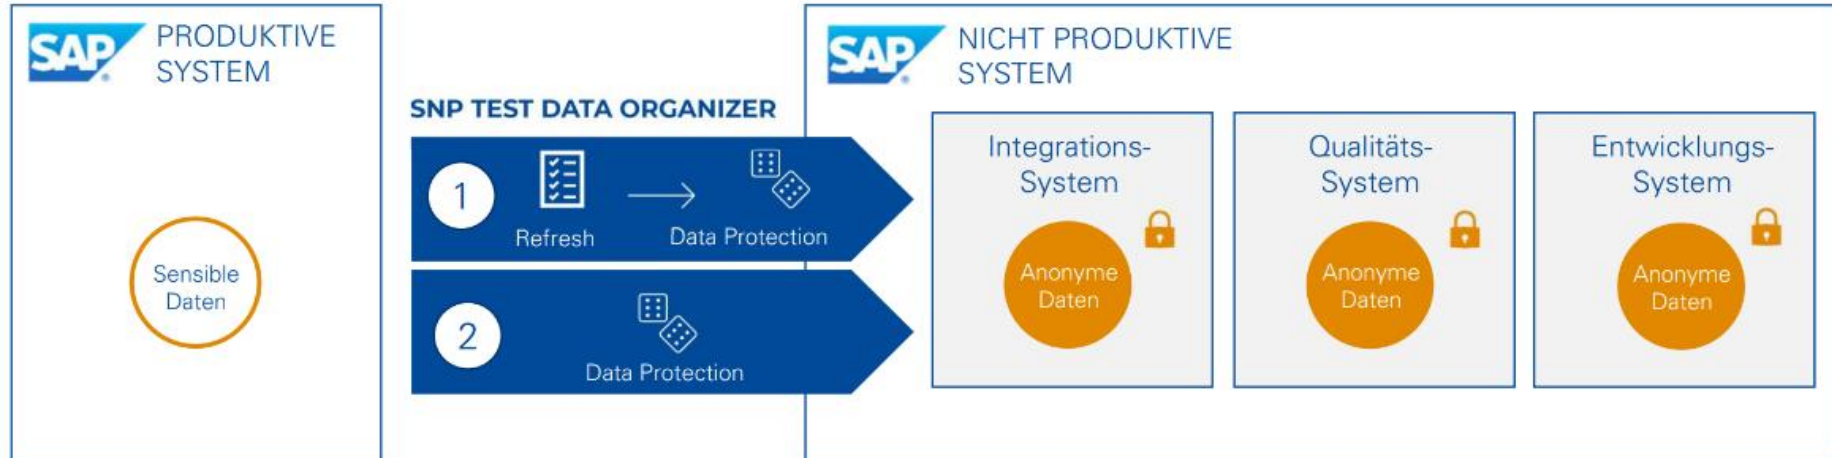 SAP
PRODUKTIVE
SYSTEM
Sensible
Daten
SNP TEST DATA ORGANIZER
1
Refresh
Data Protection
2
Data Protection
SAP
NICHT PRODUKTIVE
SYSTEM
Integrations-
System
Anonyme
Daten
Qualitäts-
System
Anonyme
Daten
Entwicklungs-
System
Anonyme
Daten